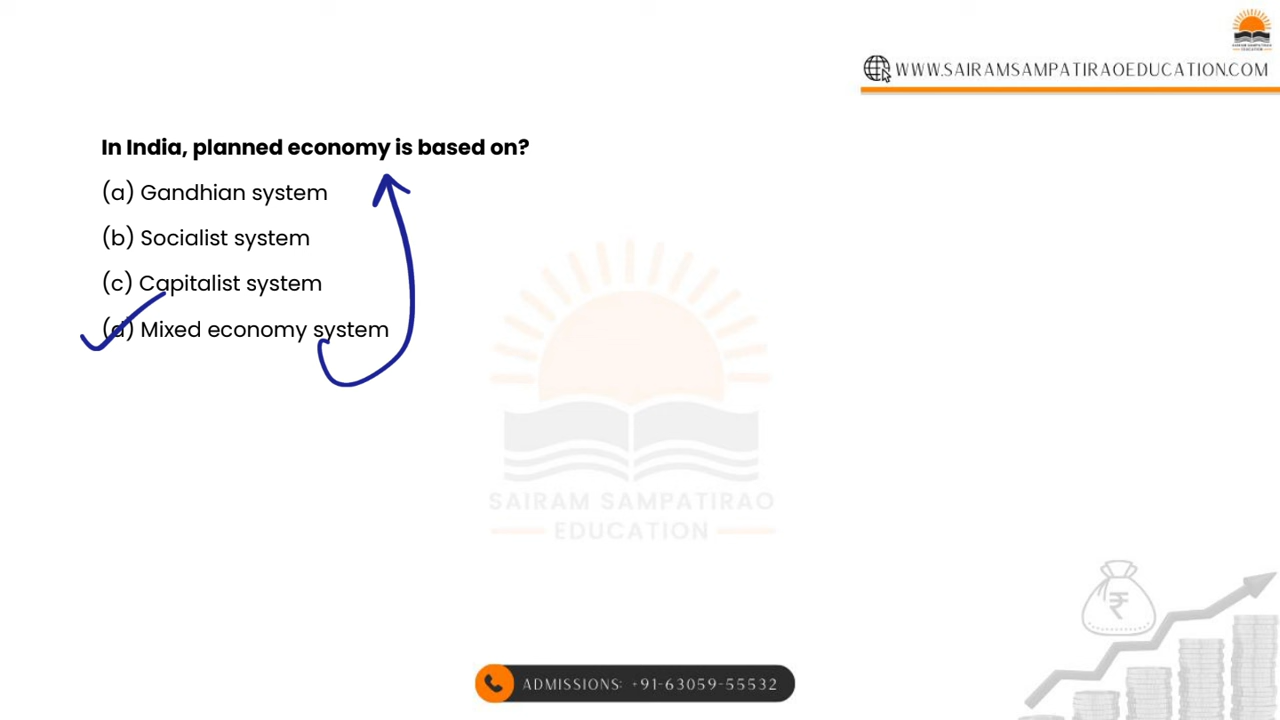 WWW.SAIRAMSAMPATIRAOEDUCATION.COM
In India, planned economy is based on?
(a) Gandhian system
(b) Socialist system
(c) Capitalist system
(d) Mixed economy system
SAIRAM SAMPATIRAO
EDUCATION
ADMISSIONS: +91-63059-55532